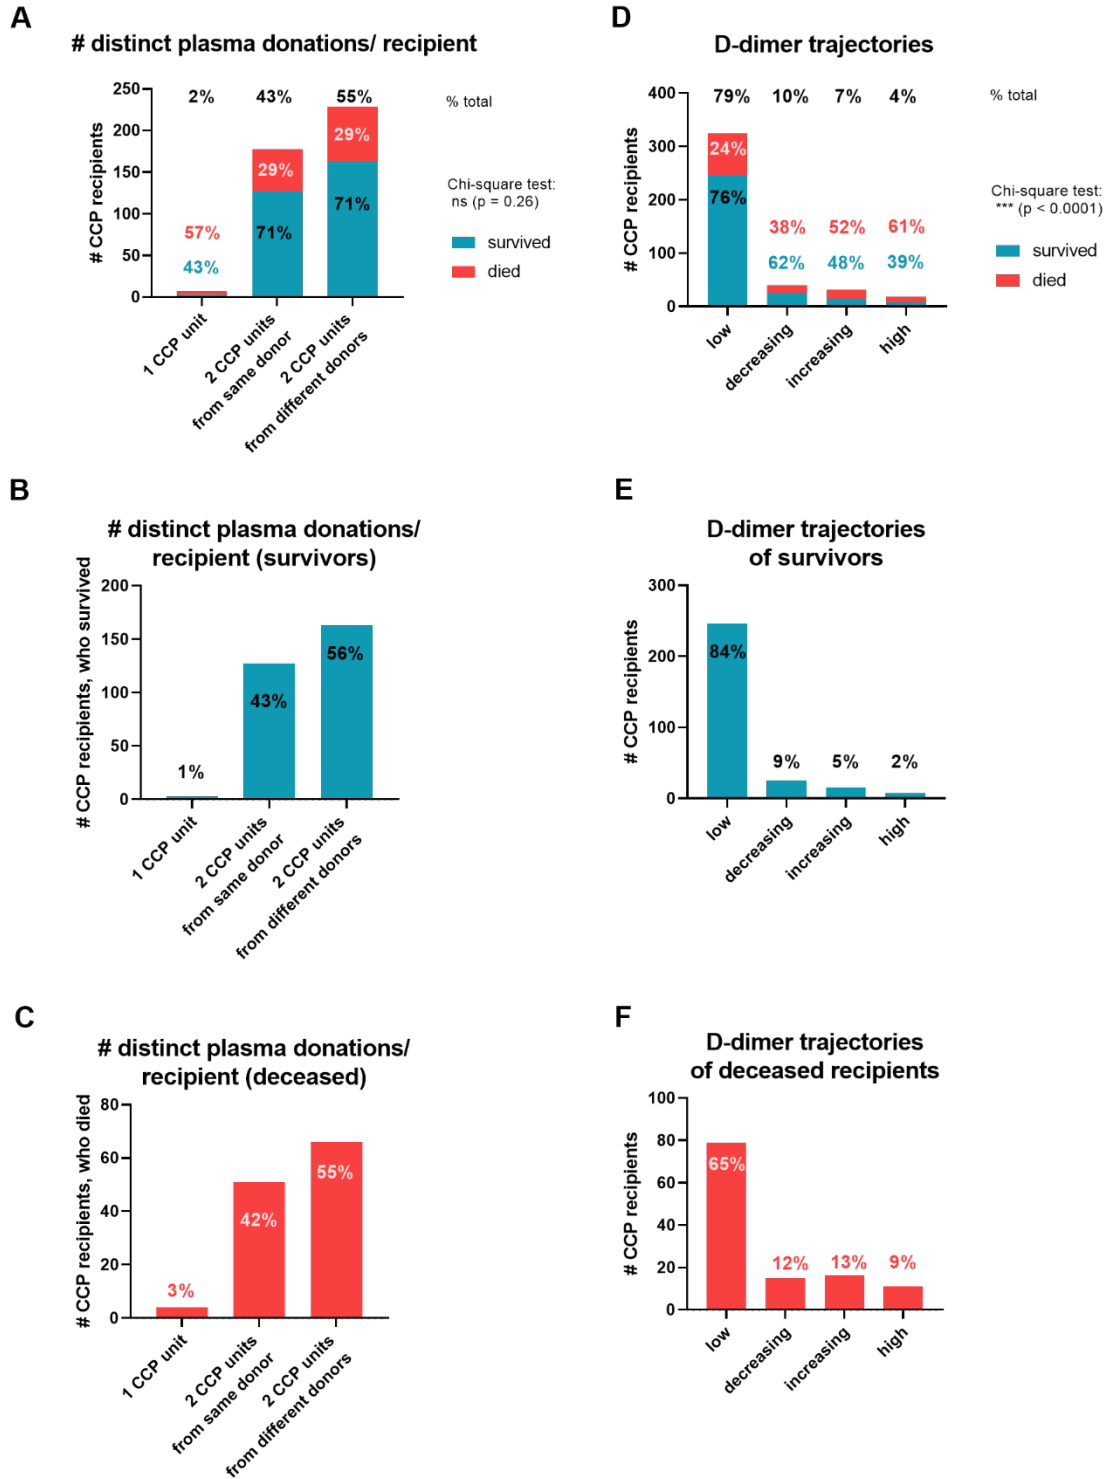 A
# distinct plasma donations/ recipient
250
200
150
100
50
0
# CCP recipients
2%
43%
55%
% total
57%
43%
29%
71%
29%
71%
Chi-square test:
ns (p = 0.26)
survived
died
1 CCP unit
2 CCP units
from same donor
2 CCP units
from different donors
D
D-dimer trajectories
400
300
200
100
0
# CCP recipients
79%
10%
7%
4%
% total
24%
76%
38%
62%
52%
48%
61%
39%
Chi-square test:
*** (p < 0.0001)
survived
died
low
decreasing
increasing
high
B
# distinct plasma donations/
recipient (survivors)
200
150
100
50
0
# CCP recipients, who survived
1%
43%
56%
1 CCP unit
2 CCP units
from same donor
2 CCP units
from different donors
E
D-dimer trajectories
of survivors
300
200
100
0
# CCP recipients
84%
9%
5%
2%
low
decreasing
increasing
high
C
# distinct plasma donations/
recipient (deceased)
80
60
40
20
0
# CCP recipients, who died
3%
42%
55%
1 CCP unit
2 CCP units
from same donor
2 CCP units
from different donors
F
D-dimer trajectories
of deceased recipients
100
80
60
40
20
0
# CCP recipients
65%
12%
13%
9%
low
decreasing
increasing
high